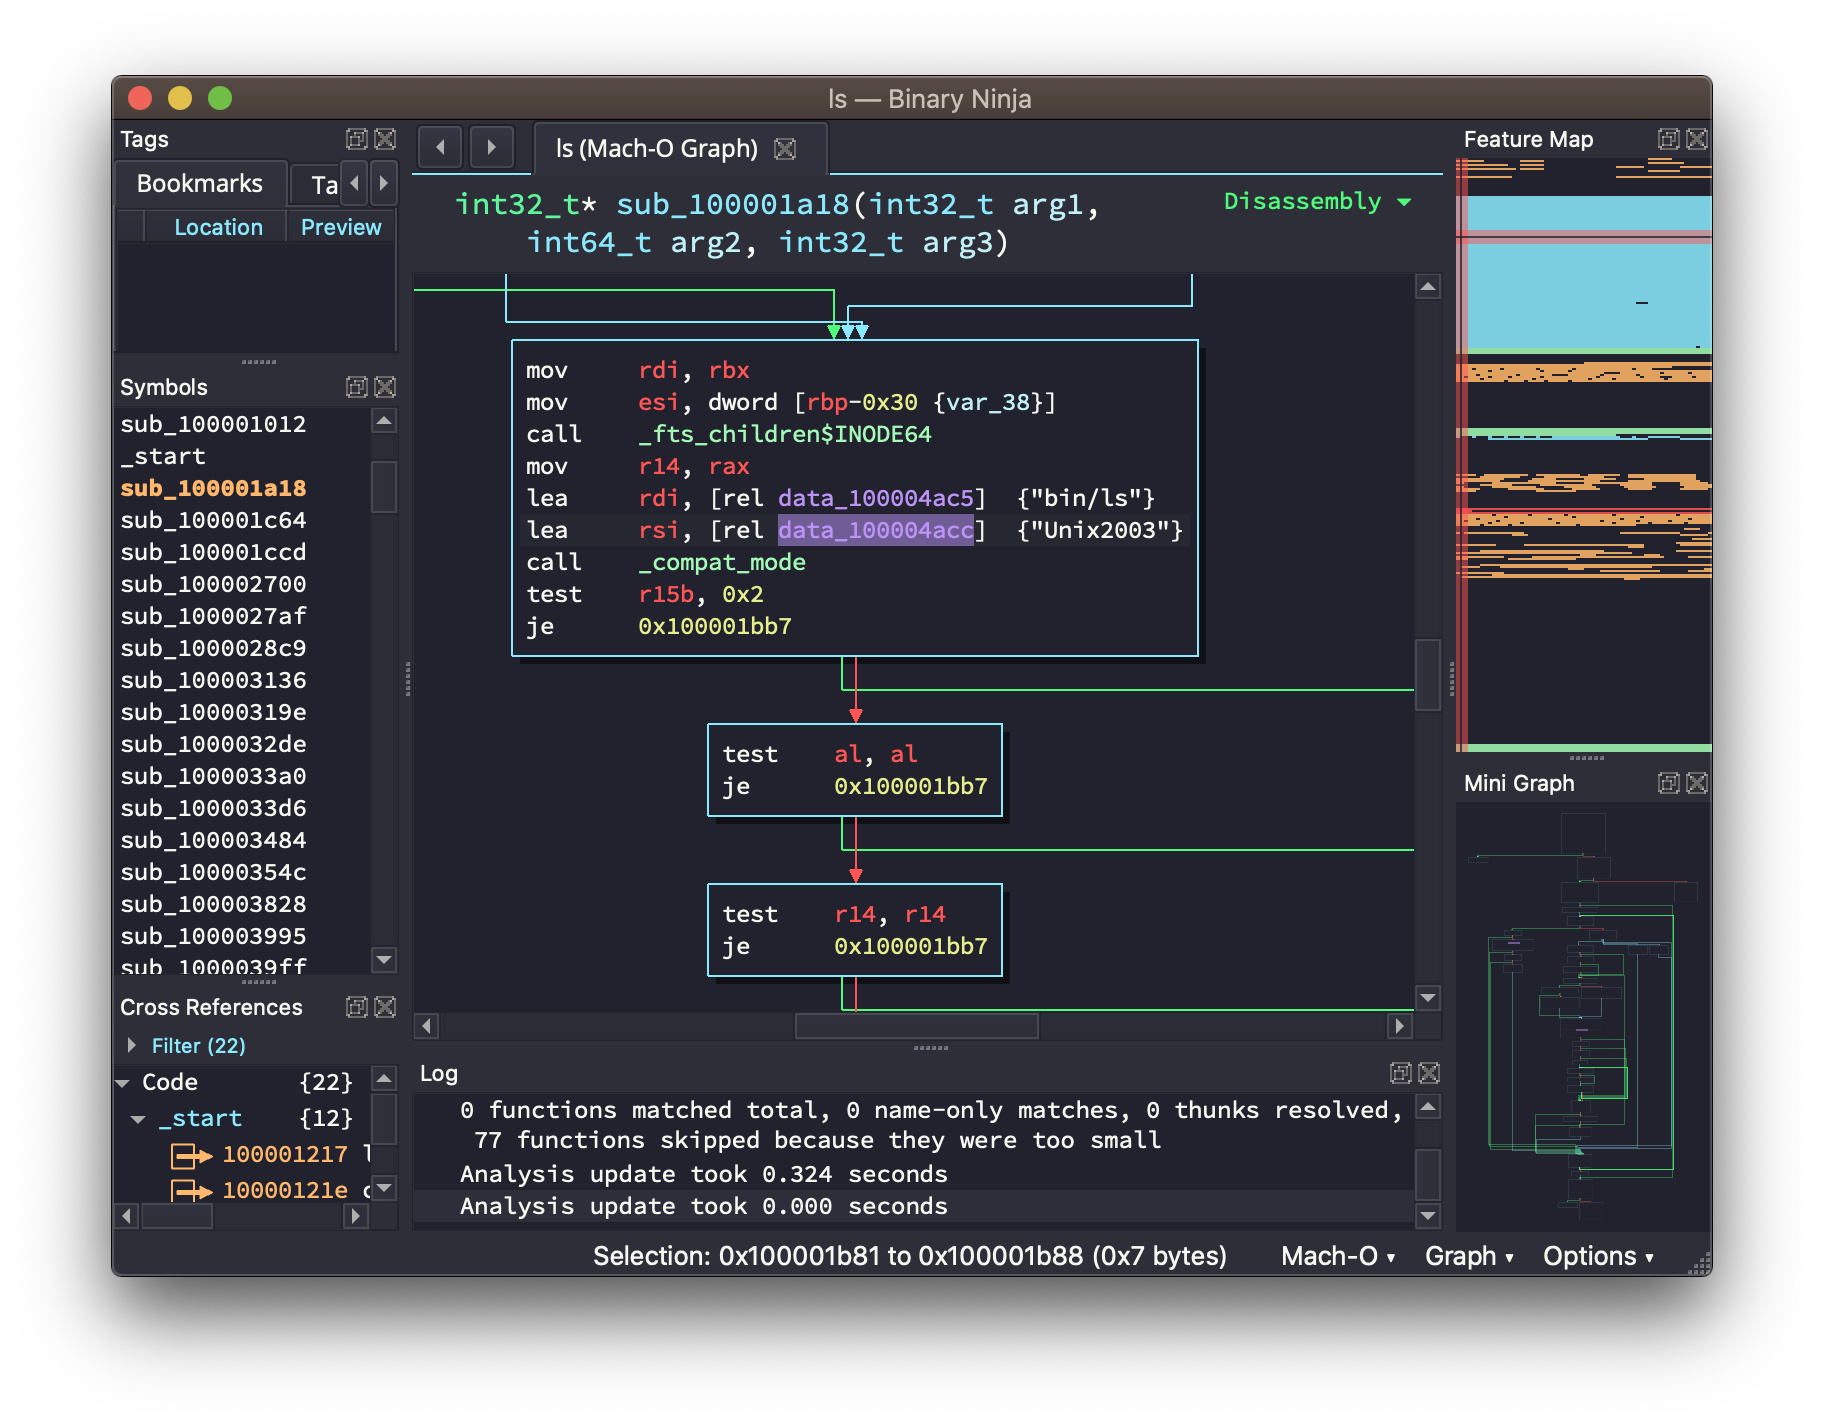 ls — Binary Ninja
Tags
Bookmarks Ta
Location Preview
Symbols
sub_100001012
_start
sub_100001a18
sub_100001c64
sub_100001ccd
sub_100002700
sub_1000027af
sub_1000028c9
sub_100003136
sub_10000319e
sub_1000032de
sub_1000033a0
sub_1000033d6
sub_100003484
sub_10000354c
sub_100003828
sub_100003995
sub_1000039ff
Cross References
Filter (22)
Code {22}
_start {12}
100001217 l
10000121e c
ls (Mach-O Graph)
int32_t* sub_100001a18(int32_t arg1,
int64_t arg2, int32_t arg3)
Disassembly
mov rdi, rbx
mov esi, dword [rbp-0x30 {var_38}]
call _fts_children$INODE64
mov r14, rax
lea rdi, [rel data_100004ac5] {"bin/ls"}
lea rsi, [rel data_100004acc] {"Unix2003"}
call _compat_mode
test r15b, 0x2
je 0x100001bb7
test al, al
je 0x100001bb7
test r14, r14
je 0x100001bb7
Log
0 functions matched total, 0 name-only matches, 0 thunks resolved,
77 functions skipped because they were too small
Analysis update took 0.324 seconds
Analysis update took 0.000 seconds
Feature Map
Mini Graph
Selection: 0x100001b81 to 0x100001b88 (0x7 bytes) Mach-O Graph Options